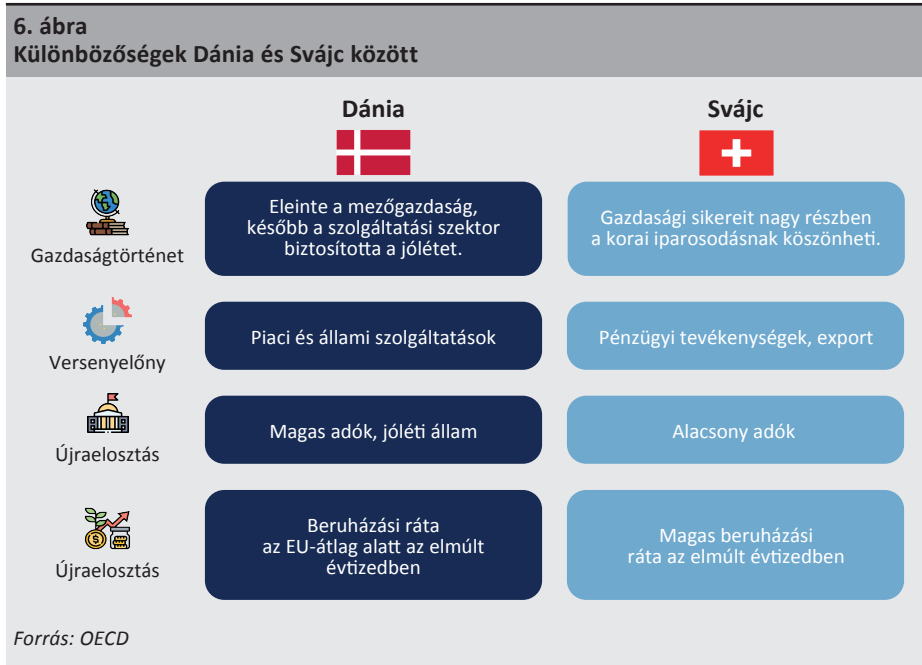 6. ábra
Különbözőségek Dánia és Svájc között
Dánia
Svájc
Gazdaságtörténet
Eleinte a mezőgazdaság,
később a szolgáltatási szektor
biztosította a jólétet.
Gazdasági sikereit nagy részben
a korai iparosodásnak köszönheti.
Versenyelőny
Piaci és állami szolgáltatások
Pénzügyi tevékenységek, export
Újraelosztás
Magas adók, jóléti állam
Alacsony adók
Újraelosztás
Beruházási ráta
az EU-átlag alatt az elmúlt
évtizedben
Magas beruházási
ráta az elmúlt évtizedben
Forrás: OECD